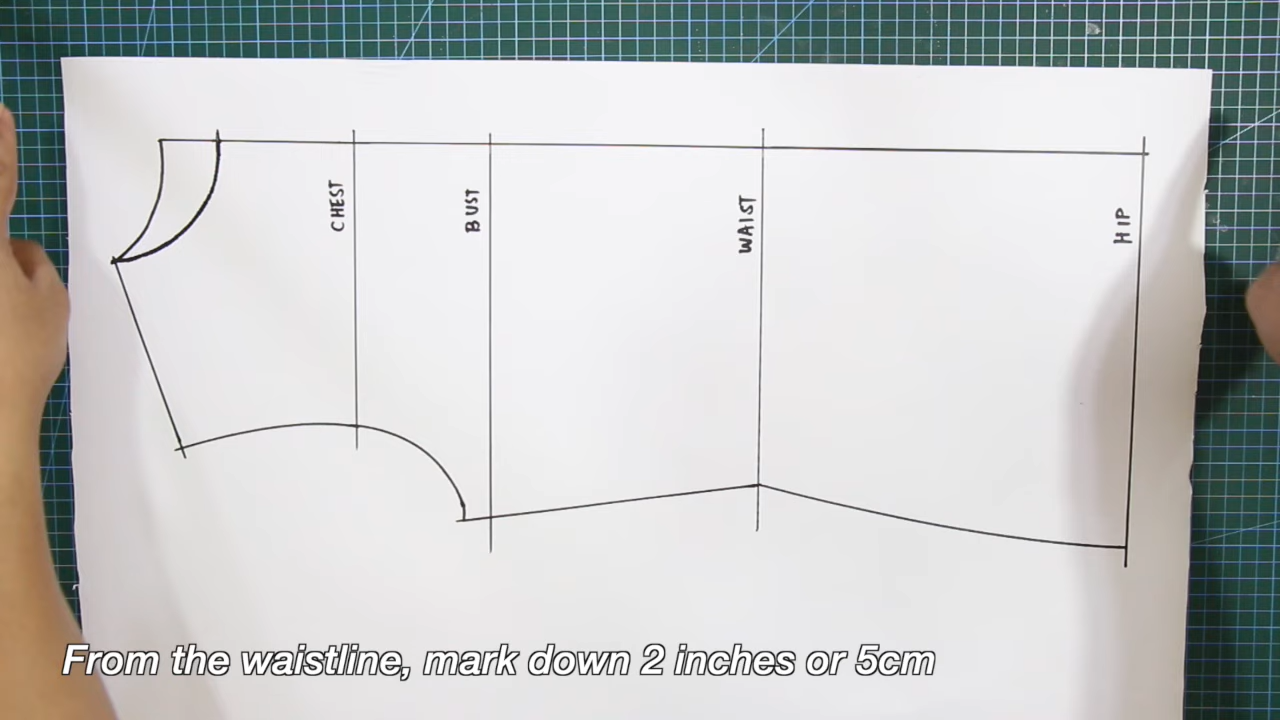 CHEST
BUST
WAIST
HIP
From the waistline, mark down 2 inches or 5cm